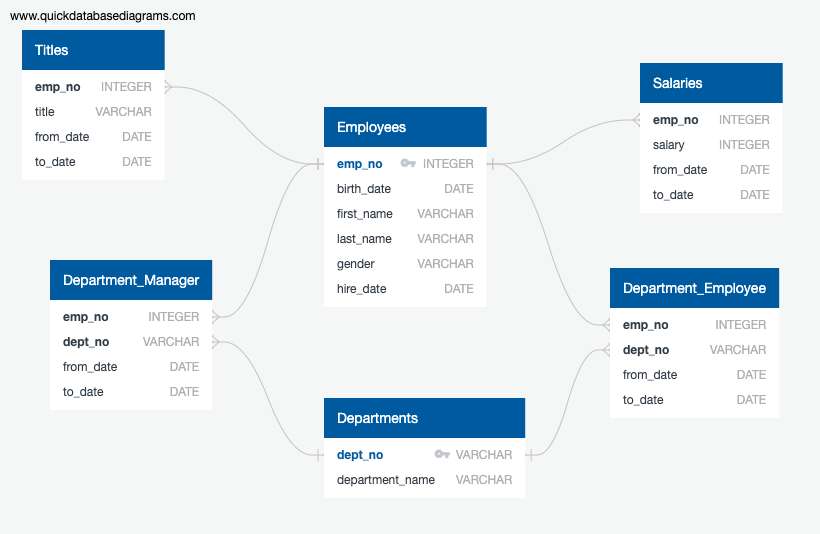 www.quickdatabasediagrams.com
Titles
emp_no INTEGER
title VARCHAR
from_date DATE
to_date DATE
Employees
emp_no INTEGER
birth_date DATE
first_name VARCHAR
last_name VARCHAR
gender VARCHAR
hire_date DATE
Salaries
emp_no INTEGER
salary INTEGER
from_date DATE
to_date DATE
Department_Manager
emp_no INTEGER
dept_no VARCHAR
from_date DATE
to_date DATE
Department_Employee
emp_no INTEGER
dept_no VARCHAR
from_date DATE
to_date DATE
Departments
dept_no VARCHAR
department_name VARCHAR